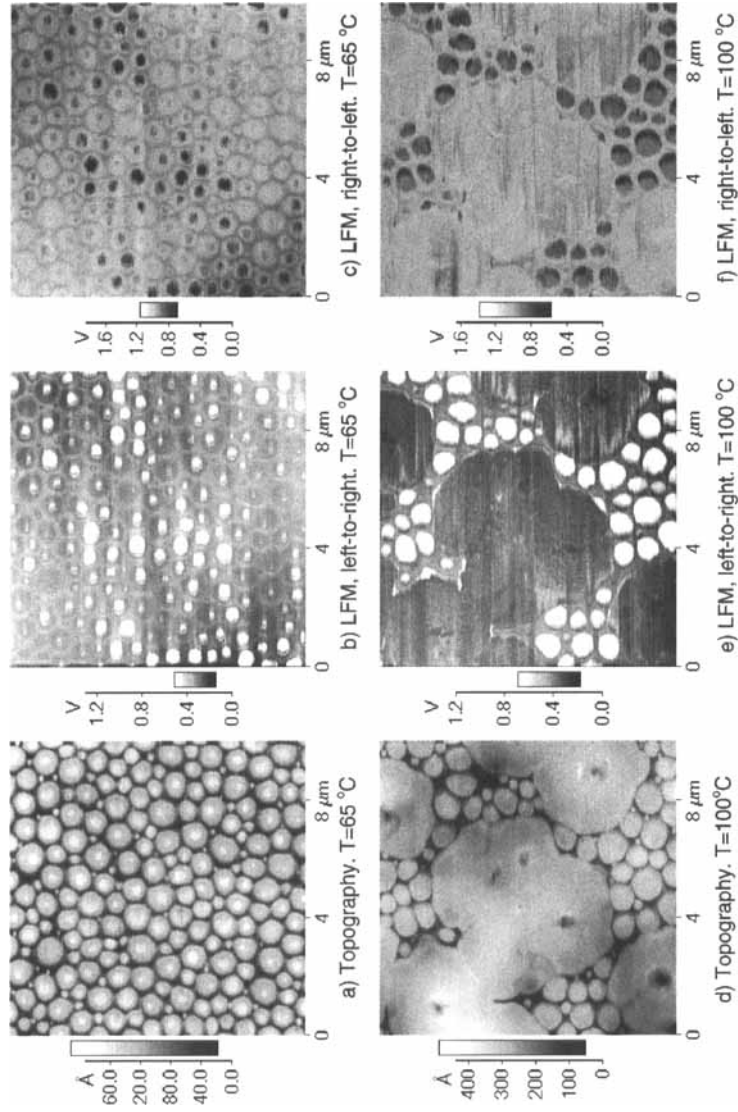 Å
60.0
40.0
20.0
0.0
0
4
8 μm
a) Topography. T=65 °C
V
1.2
0.8
0.4
0.0
0
4
8 μm
b) LFM, left-to-right. T=65 °C
V
1.6
1.2
0.8
0.4
0.0
0
4
8 μm
c) LFM, right-to-left. T=65 °C
Å
400
300
200
100
0
0
4
8 μm
d) Topography. T=100°C
V
1.2
0.8
0.4
0.0
0
4
8 μm
e) LFM, left-to-right. T=100 °C
V
1.6
1.2
0.8
0.4
0.0
0
4
8 μm
f) LFM, right-to-left. T=100 °C